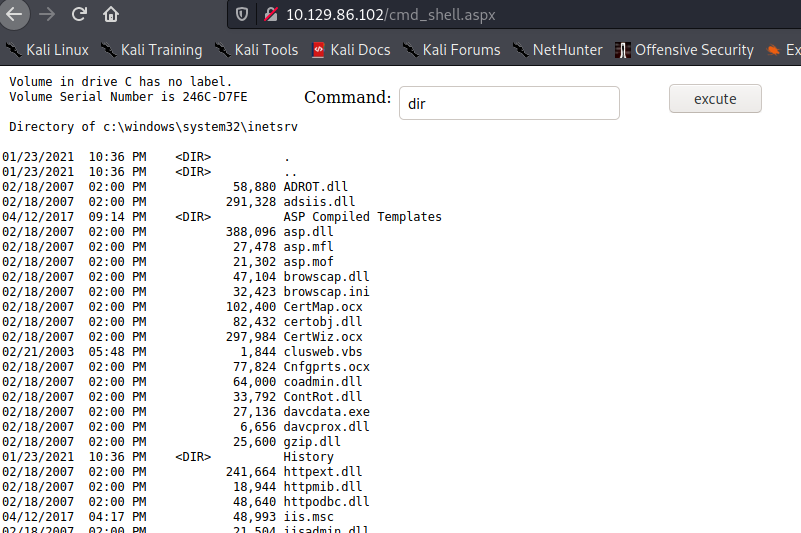 10.129.86.102/cmd_shell.aspx
Kali Linux Kali Training Kali Tools Kali Docs Kali Forums NetHunter Offensive Security Ex
Volume in drive C has no label.
Volume Serial Number is 246C-D7FE
Command: dir excute
Directory of c:\windows\system32\inetsrv
01/23/2021 10:36 PM <DIR> .
01/23/2021 10:36 PM <DIR> ..
02/18/2007 02:00 PM 58,880 ADROT.dll
02/18/2007 02:00 PM 291,328 adsiis.dll
04/12/2017 09:14 PM <DIR> ASP Compiled Templates
02/18/2007 02:00 PM 388,096 asp.dll
02/18/2007 02:00 PM 27,478 asp.mfl
02/18/2007 02:00 PM 21,302 asp.mof
02/18/2007 02:00 PM 47,104 browscap.dll
02/18/2007 02:00 PM 32,423 browscap.ini
02/18/2007 02:00 PM 102,400 CertMap.ocx
02/18/2007 02:00 PM 82,432 certobj.dll
02/18/2007 02:00 PM 297,984 CertWiz.ocx
02/21/2003 05:48 PM 1,844 clusweb.vbs
02/18/2007 02:00 PM 77,824 Cnfgprts.ocx
02/18/2007 02:00 PM 64,000 coadmin.dll
02/18/2007 02:00 PM 33,792 ContRot.dll
02/18/2007 02:00 PM 27,136 davcdata.exe
02/18/2007 02:00 PM 6,656 davcprox.dll
02/18/2007 02:00 PM 25,600 gzip.dll
01/23/2021 10:36 PM <DIR> History
02/18/2007 02:00 PM 241,664 httpext.dll
02/18/2007 02:00 PM 18,944 httpmib.dll
02/18/2007 02:00 PM 48,640 httpodbc.dll
04/12/2017 04:17 PM 48,993 iis.msc
02/18/2007 02:00 PM 21,504 iisadmin.dll